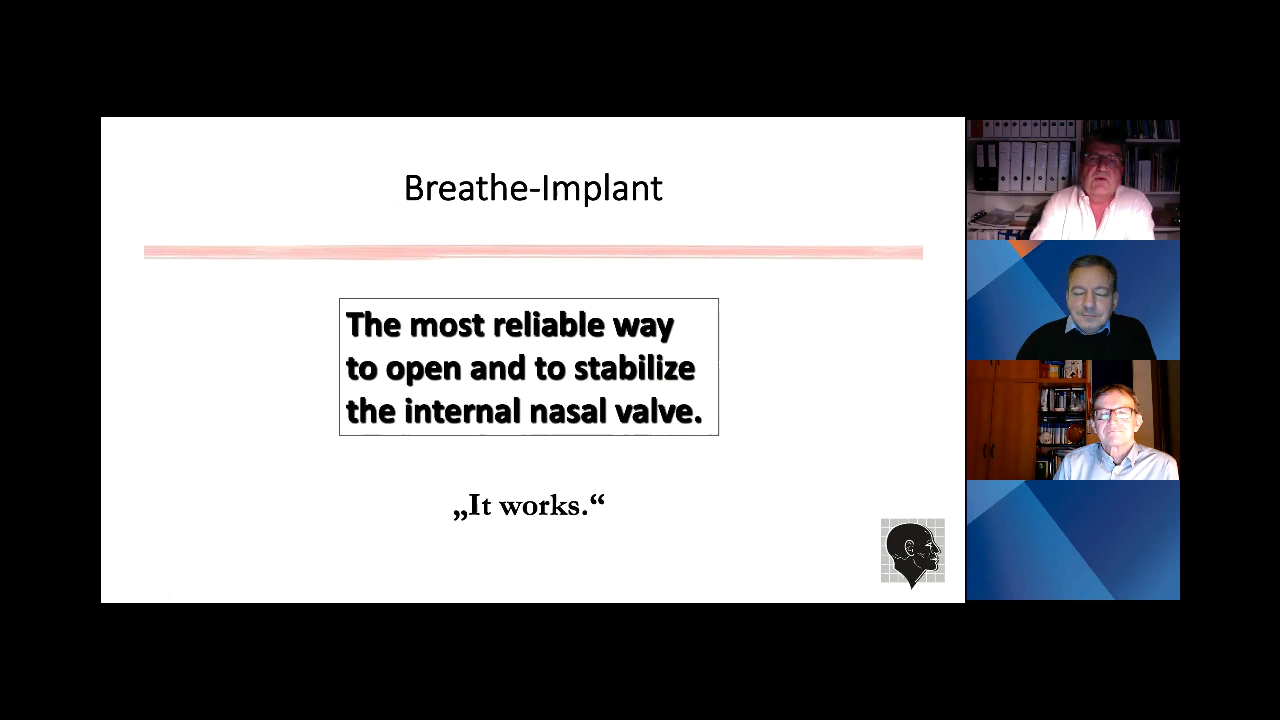 Breathe-Implant
The most reliable way
to open and to stabilize
the internal nasal valve.
„It works.“